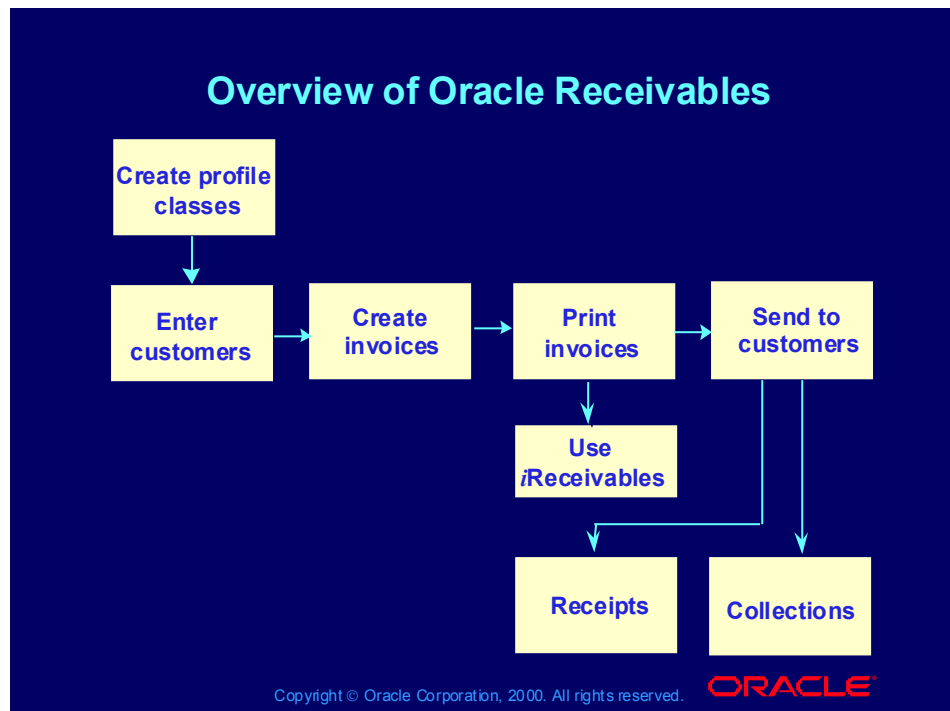 Overview of Oracle Receivables
Create profile
classes
Enter
customers
Create
invoices
Print
invoices
Send to
customers
Use
iReceivables
Receipts
Collections
Copyright © Oracle Corporation, 2000. All rights reserved.
ORACLE®